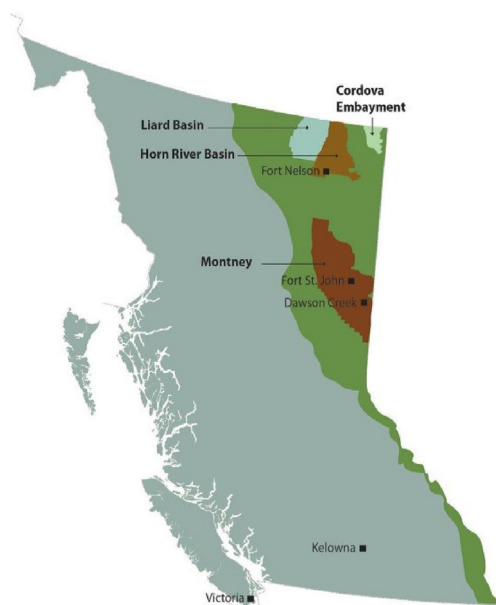 Cordova
Embayment
Liard Basin
Horn River Basin
Fort Nelson
Montney
Fort St. John
Dawson Creek
Kelowna
Victoria